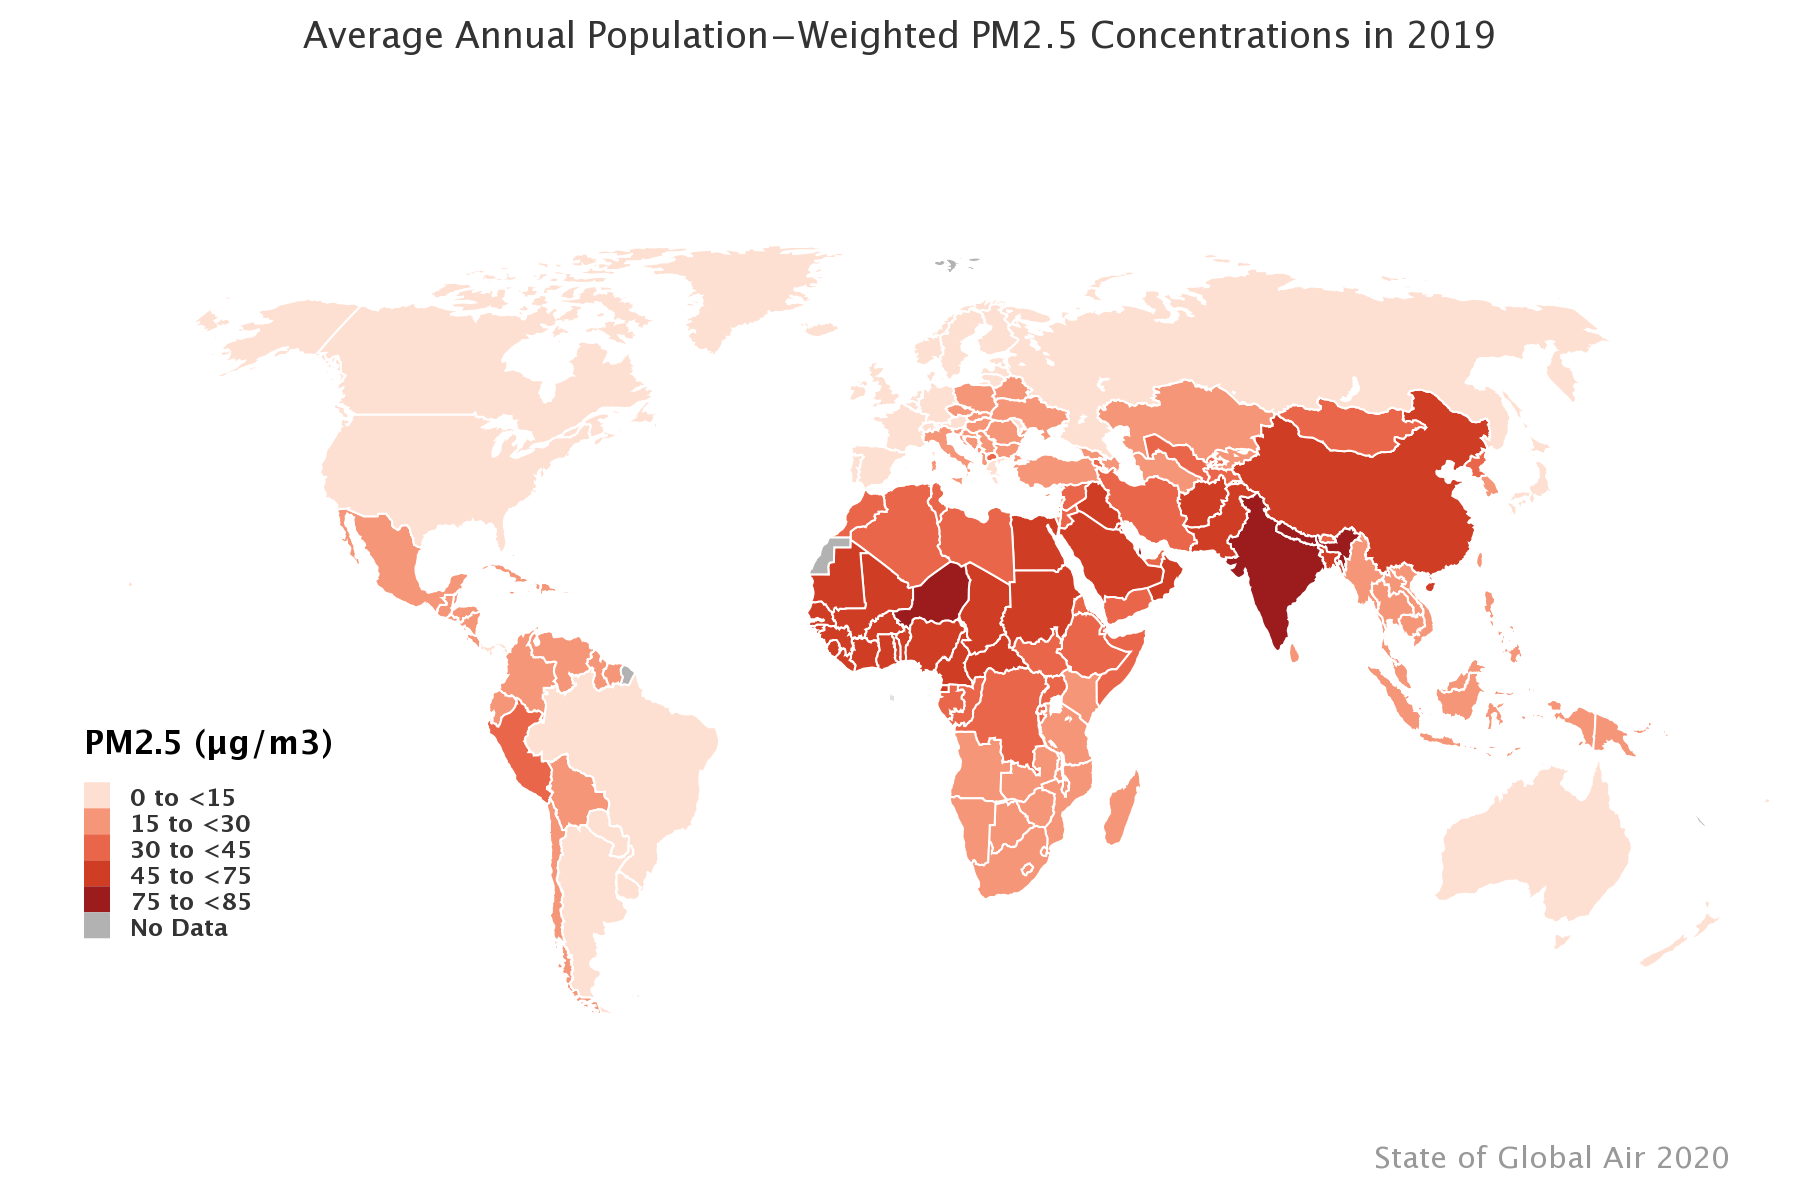 Average Annual Population−Weighted PM2.5 Concentrations in 2019
PM2.5 (µg/m3)
0 to <15
15 to <30
30 to <45
45 to <75
75 to <85
No Data
State of Global Air 2020